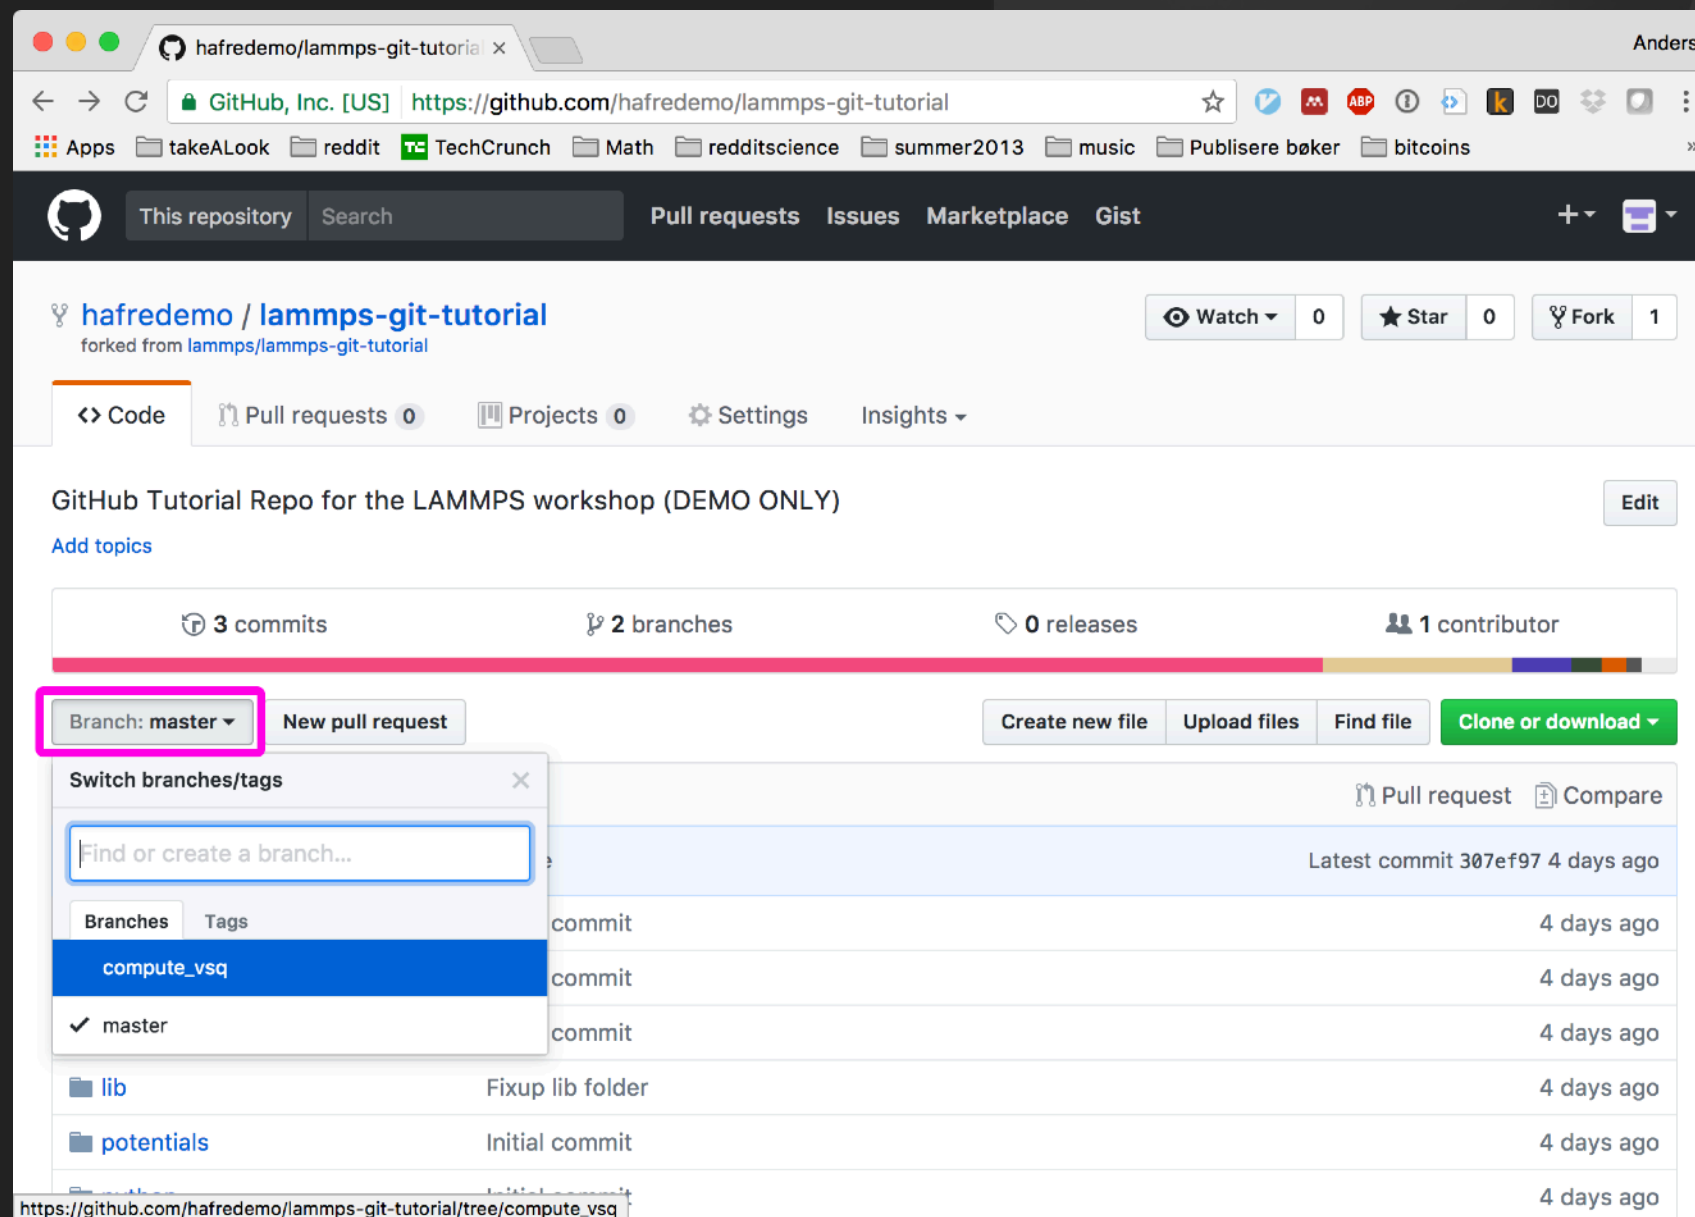 hafredemo/lammps-git-tutorial
Anders
GitHub, Inc. [US] https://github.com/hafredemo/lammps-git-tutorial
ABP
DO
Apps takeALook reddit TechCrunch Math redditscience summer2013 music Publisere bøker bitcoins »
This repository Search Pull requests Issues Marketplace Gist
hafredemo / lammps-git-tutorial
Watch 0 Star 0 Fork 1
forked from lammps/lammps-git-tutorial
Code Pull requests 0 Projects 0 Settings Insights
GitHub Tutorial Repo for the LAMMPS workshop (DEMO ONLY)
Edit
Add topics
3 commits 2 branches 0 releases 1 contributor
Branch: master New pull request Create new file Upload files Find file Clone or download
Switch branches/tags
Pull request Compare
Find or create a branch...
Latest commit 307ef97 4 days ago
Branches Tags
commit 4 days ago
compute_vsq
commit 4 days ago
master
commit 4 days ago
lib Fixup lib folder 4 days ago
potentials Initial commit 4 days ago
4 days ago
https://github.com/hafredemo/lammps-git-tutorial/tree/compute_vsq